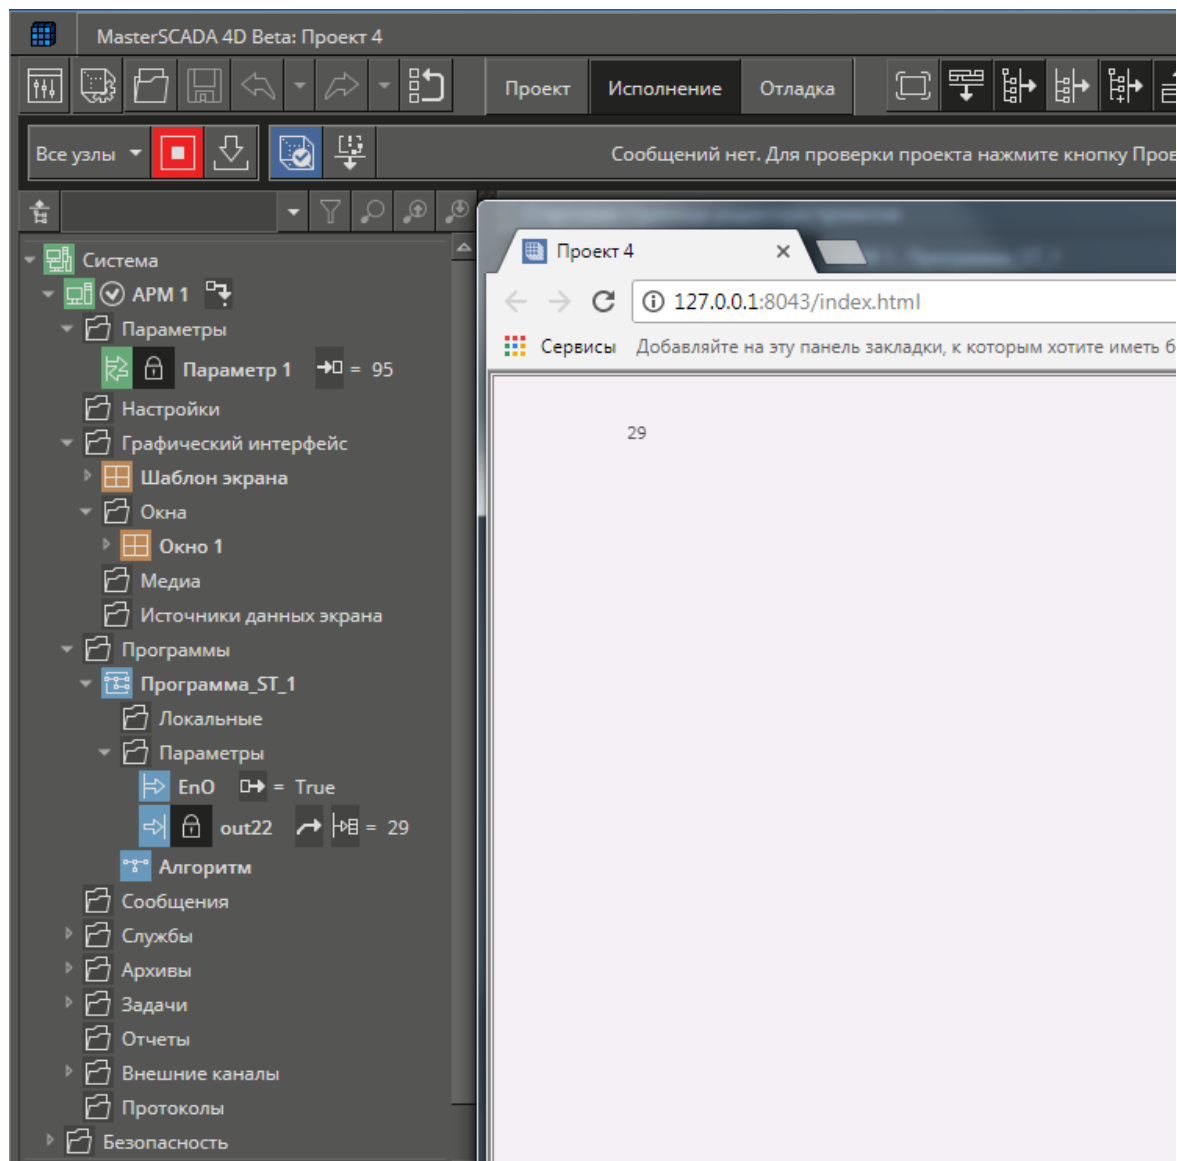 MasterSCADA 4D Beta: Проект 4
Проект Исполнение Отладка
Все узлы Сообщений нет. Для проверки проекта нажмите кнопку Пров
Система
АРМ 1
Параметры
Параметр 1 = 95
Настройки
Графический интерфейс
Шаблон экрана
Окна
Окно 1
Медиа
Источники данных экрана
Программы
Программа_ST_1
Локальные
Параметры
EnO = True
out22 = 29
Алгоритм
Сообщения
Службы
Архивы
Задачи
Отчеты
Внешние каналы
Протоколы
Безопасность
Проект 4
127.0.0.1:8043/index.html
Сервисы Добавляйте на эту панель закладки, к которым хотите иметь б
29